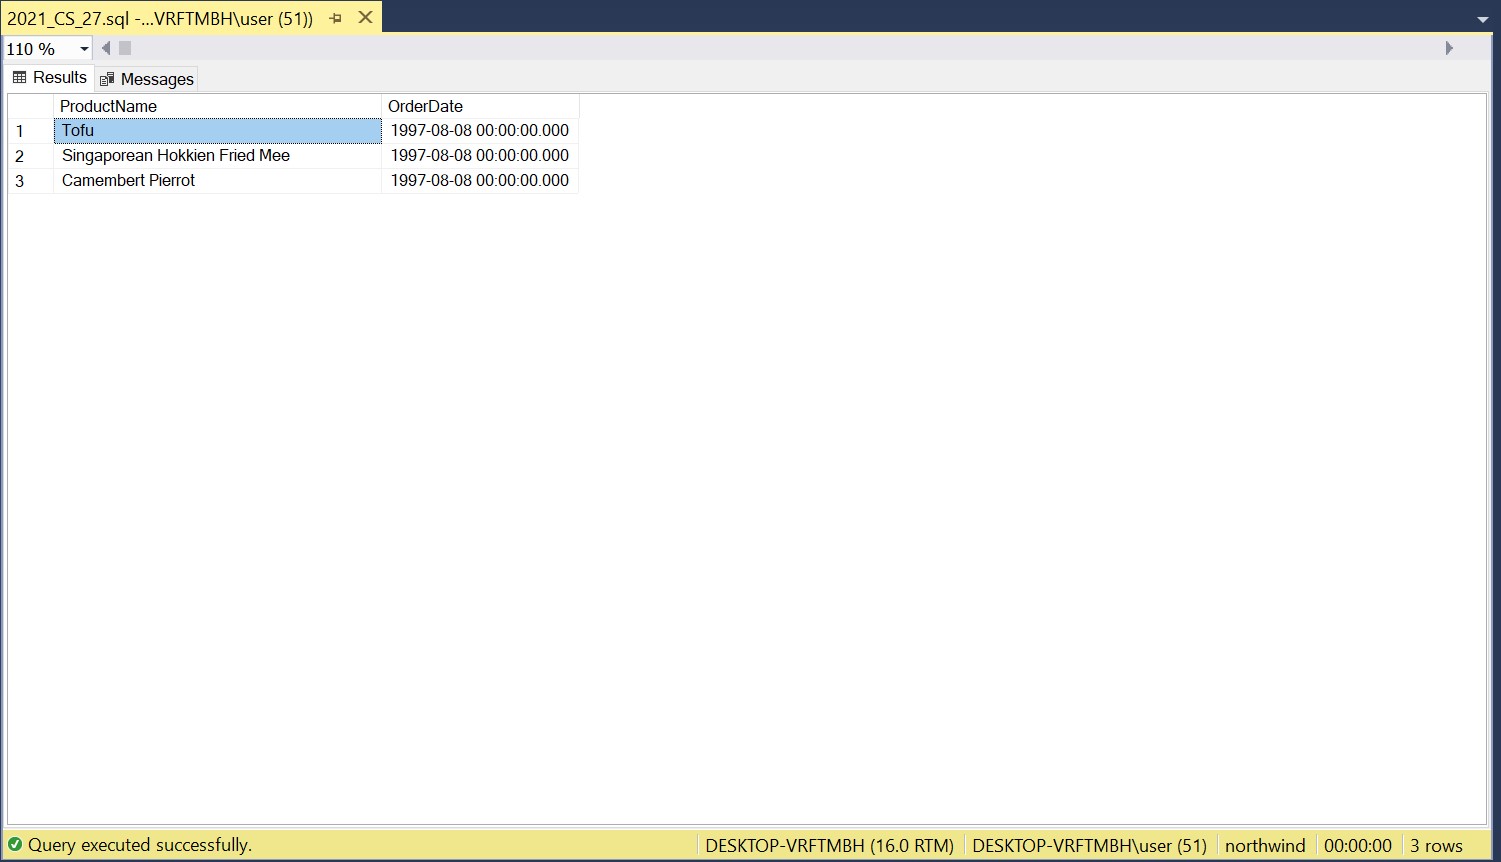 2021_CS_27.sql -...VRFTMBH\user (51))
110 %
Results Messages
ProductName OrderDate
1 Tofu 1997-08-08 00:00:00.000
2 Singaporean Hokkien Fried Mee 1997-08-08 00:00:00.000
3 Camembert Pierrot 1997-08-08 00:00:00.000
Query executed successfully. DESKTOP-VRFTMBH (16.0 RTM) DESKTOP-VRFTMBH\user (51) northwind 00:00:00 3 rows